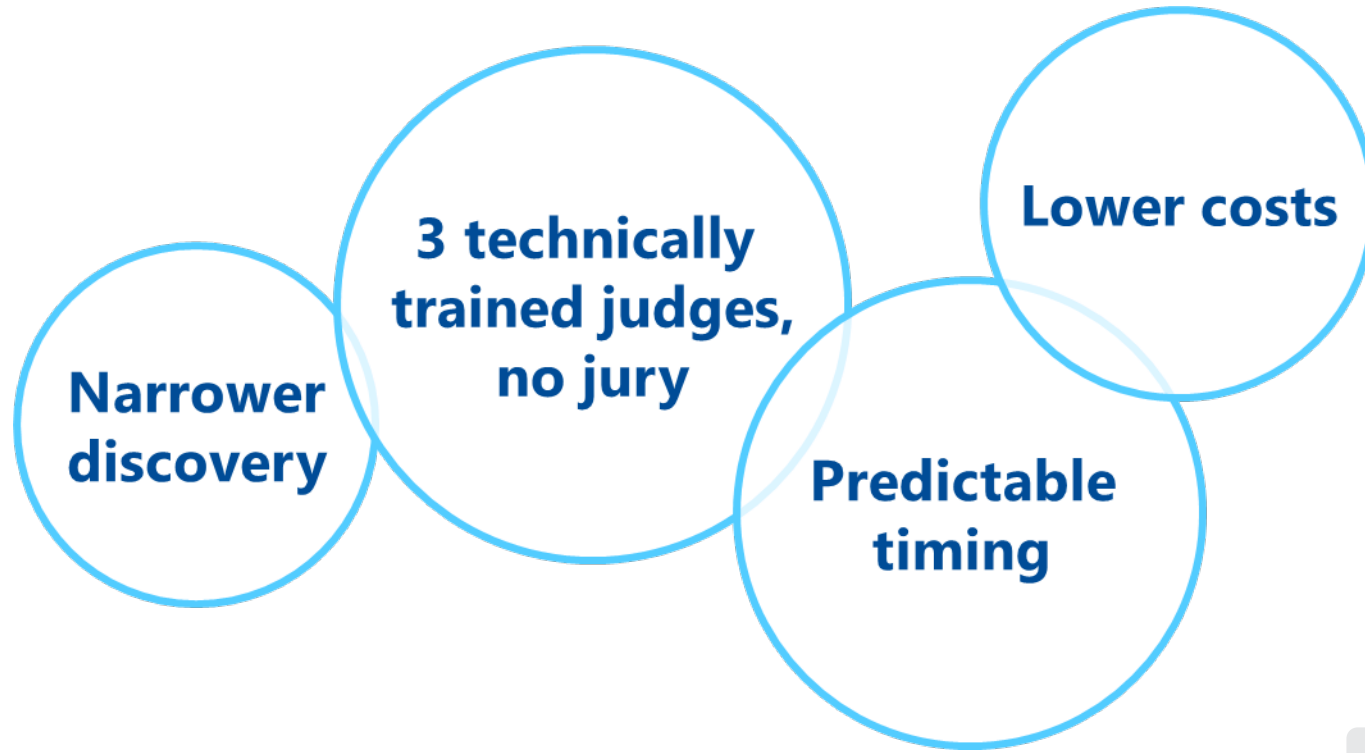 Narrower
discovery
3 technically
trained judges,
no jury
Predictable
timing
Lower costs